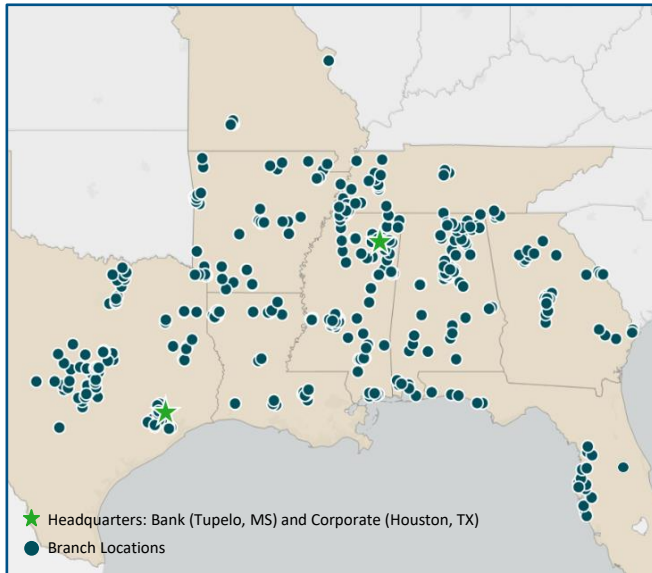 Headquarters: Bank (Tupelo, MS) and Corporate (Houston, TX)
Branch Locations